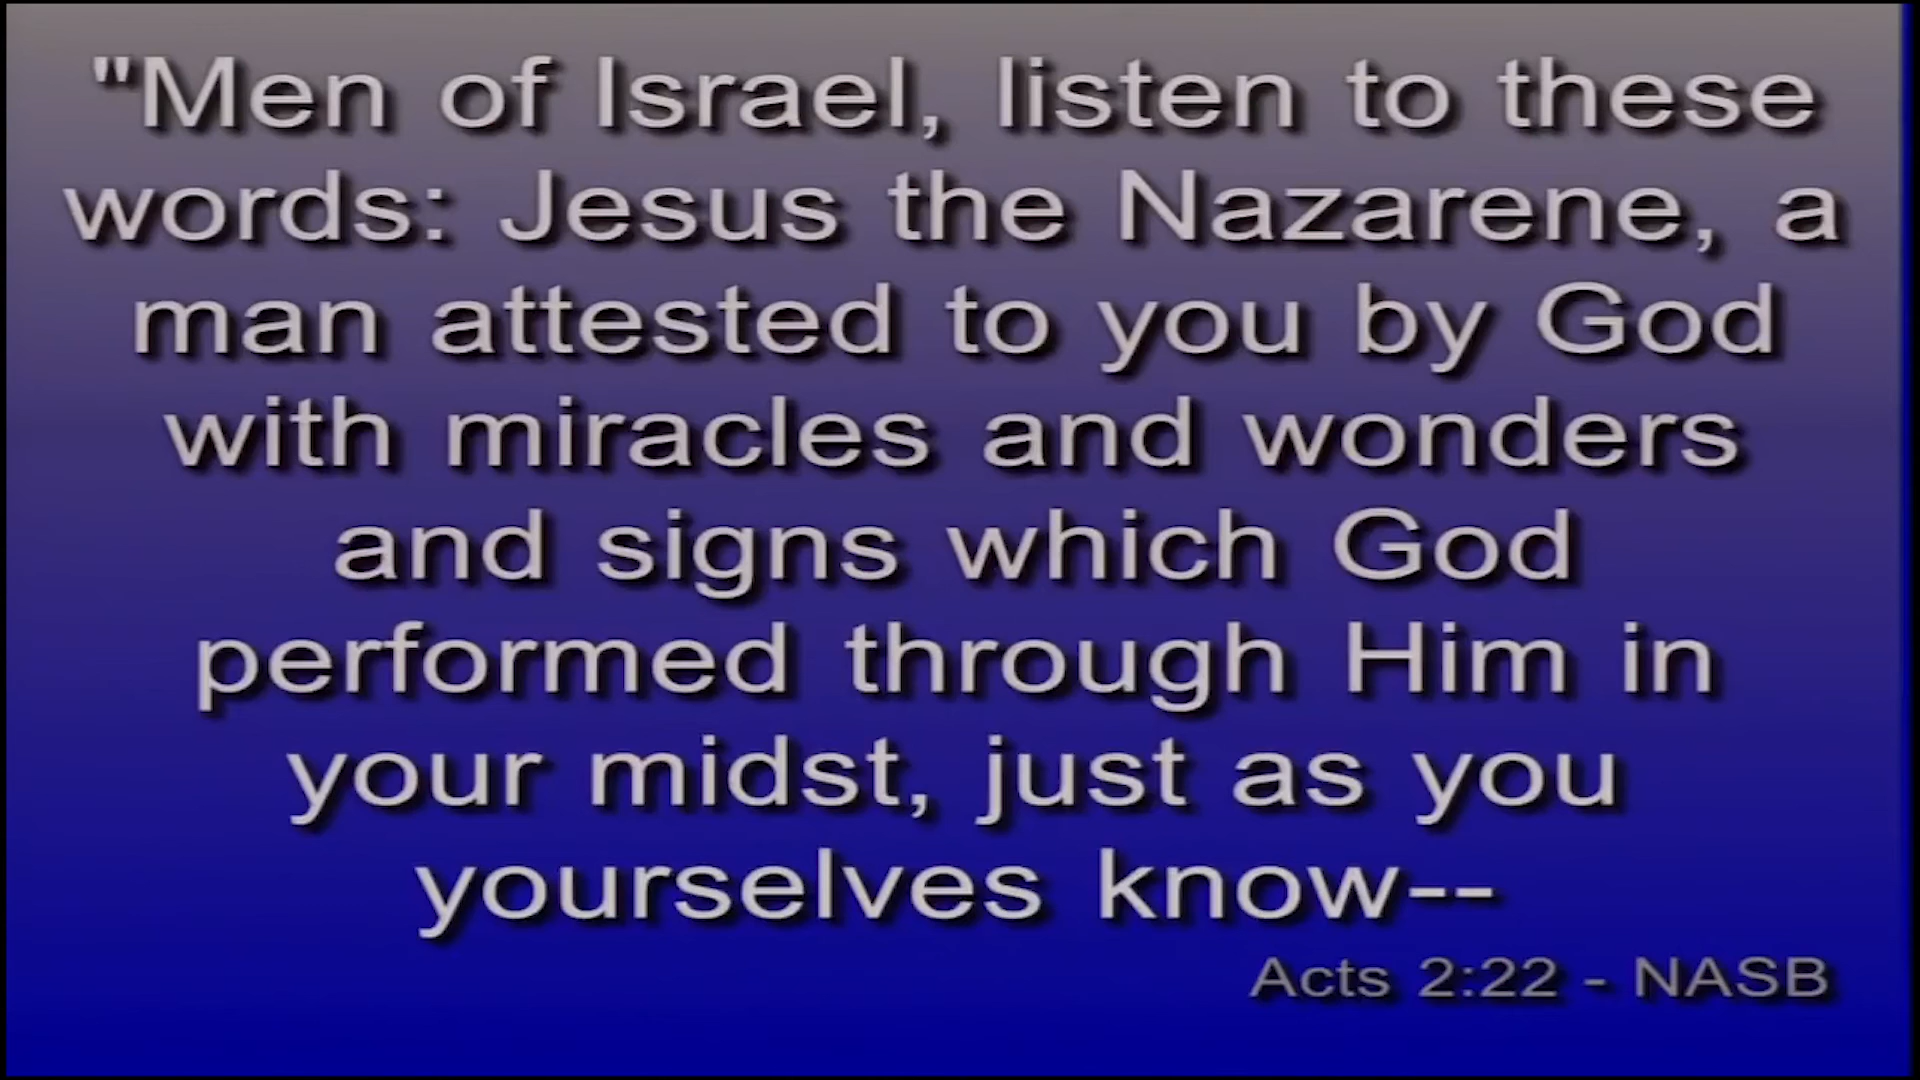 "Men of Israel, listen to these
words: Jesus the Nazarene, a
man attested to you by God
with miracles and wonders
and signs which God
performed through Him in
your midst, just as you
yourselves know--
Acts 2:22 - NASB